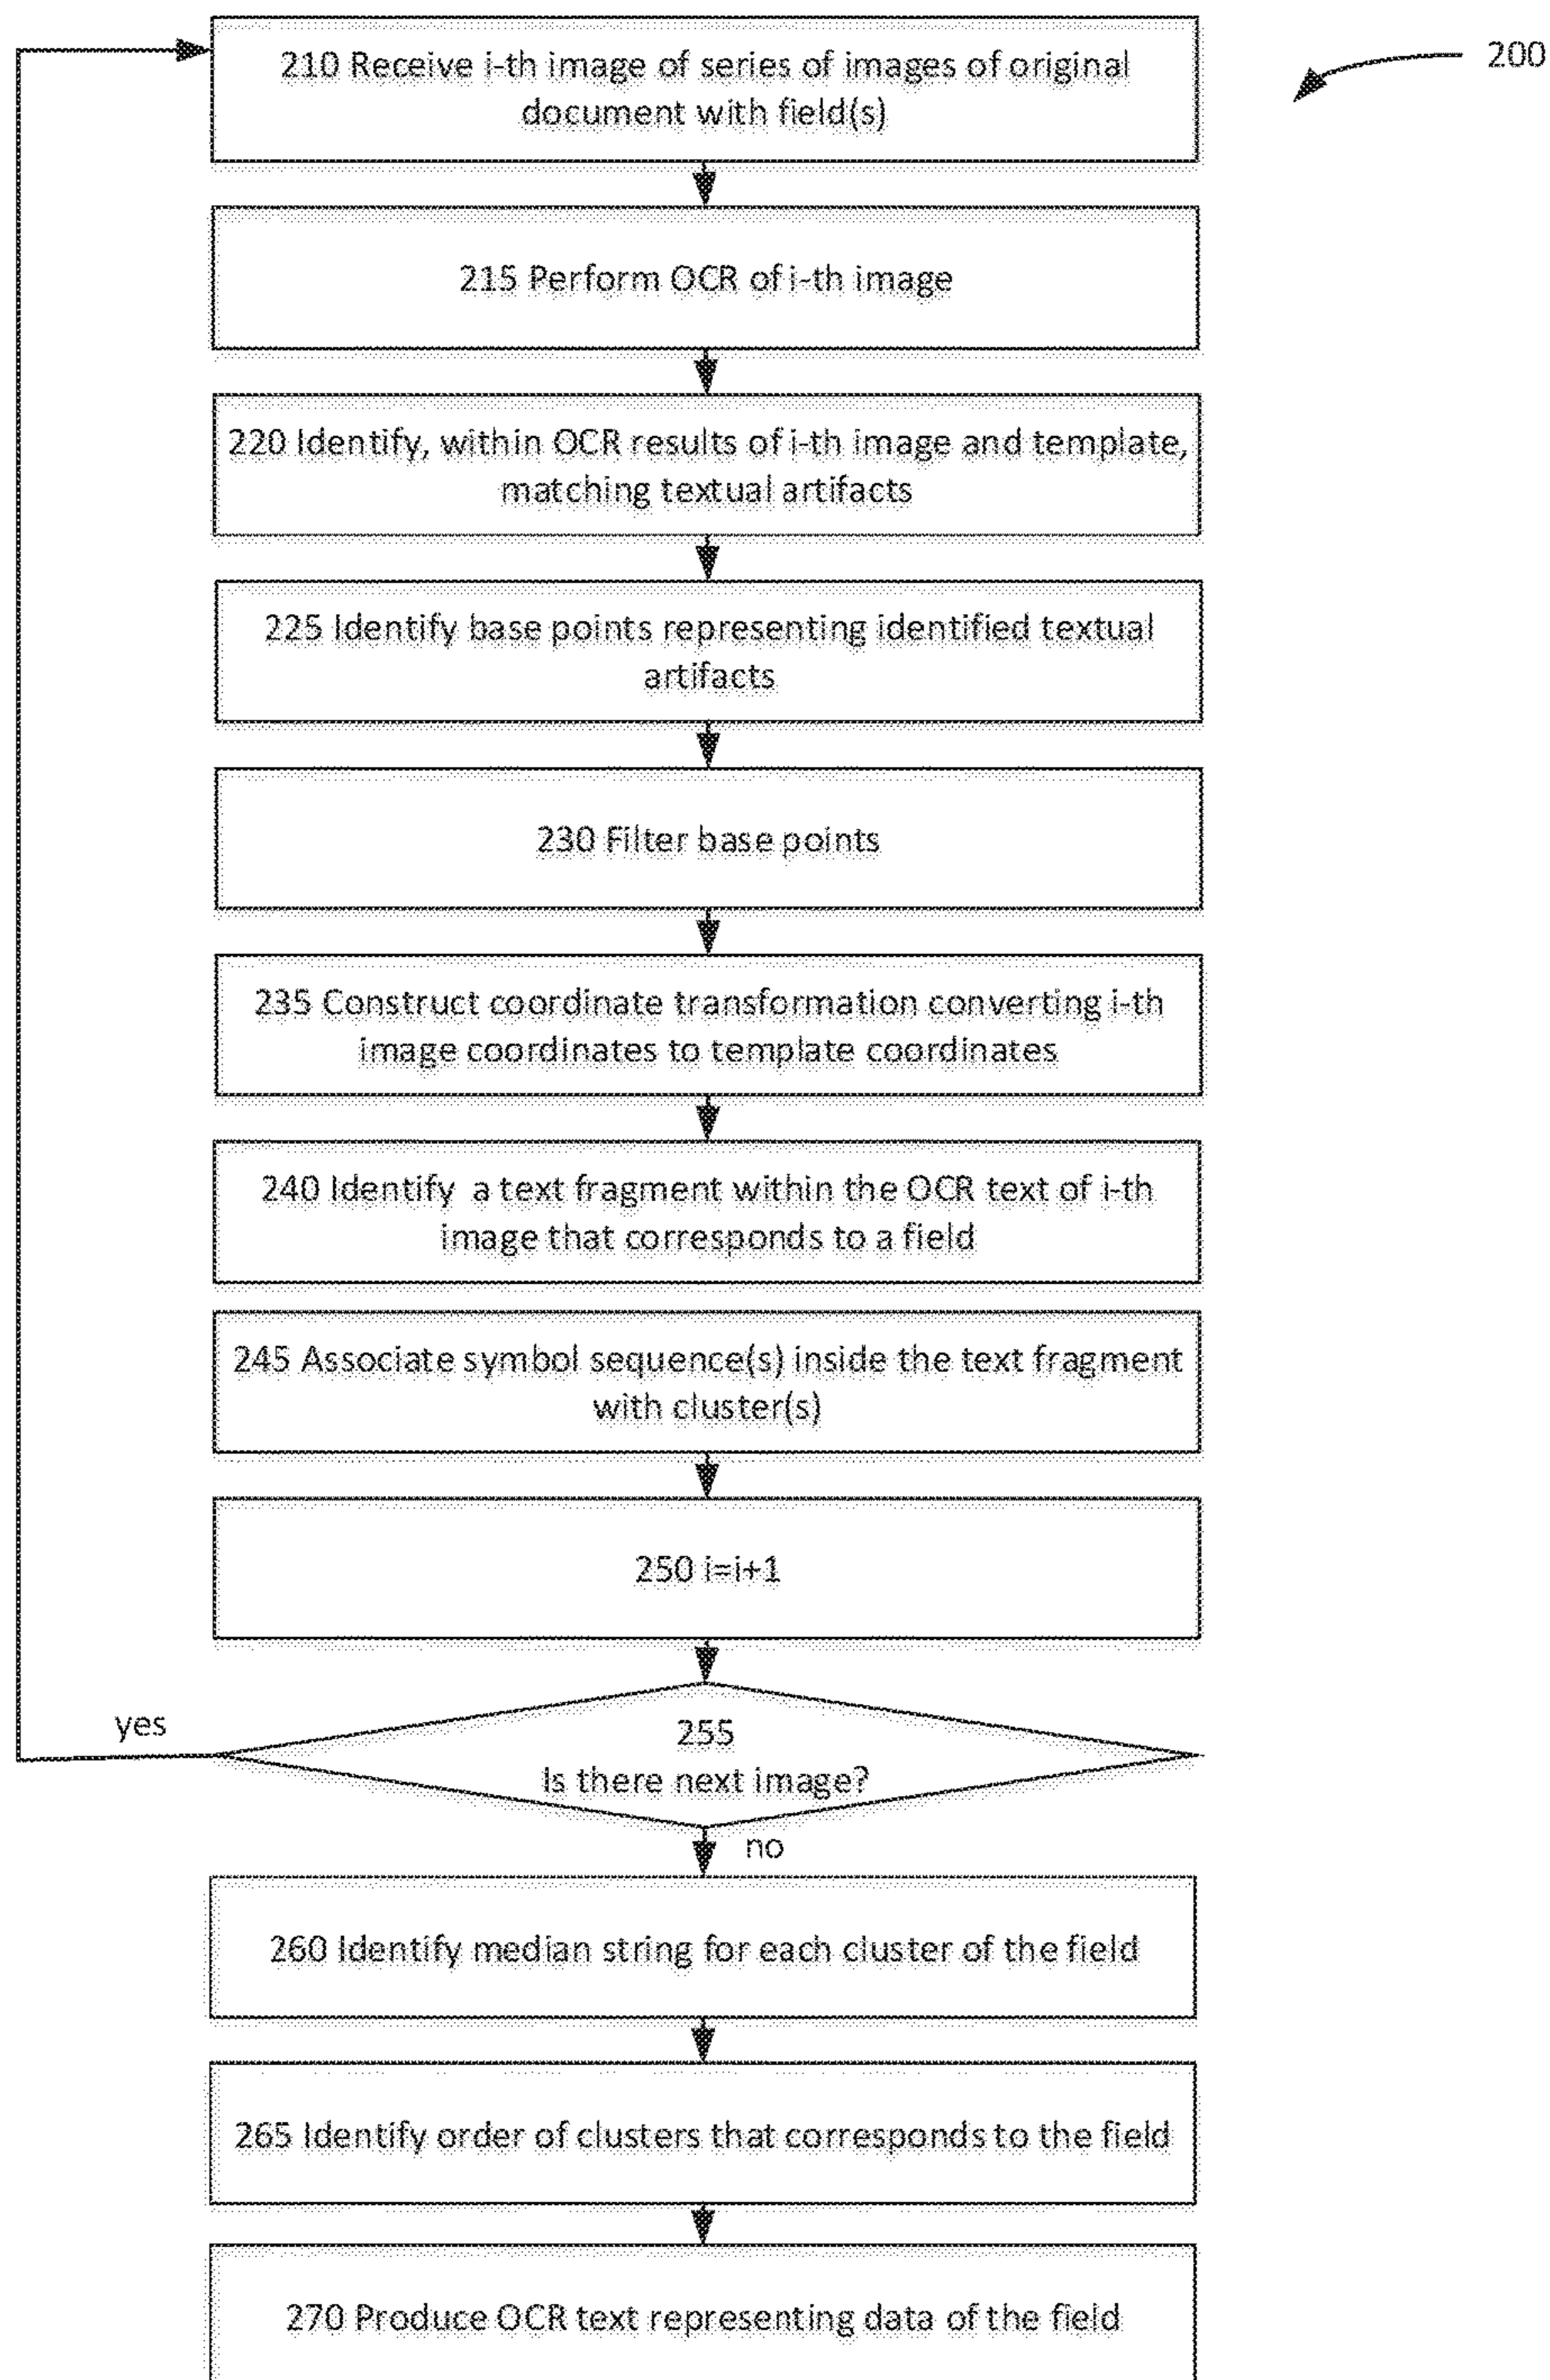 200
210 Receive i-th image of series of images of original
document with field(s)
215 Perform OCR of i-th image
220 Identify, within OCR results of i-th image and template,
matching textual artifacts
225 Identify base points representing identified textual
artifacts
230 Filter base points
235 Construct coordinate transformation converting i-th
image coordinates to template coordinates
240 Identify a text fragment within the OCR text of i-th
image that corresponds to a field
245 Associate symbol sequence(s) inside the text fragment
with cluster(s)
250 i=i+1
yes
255
Is there next image?
no
260 Identify median string for each cluster of the field
265 Identify order of clusters that corresponds to the field
270 Produce OCR text representing data of the field